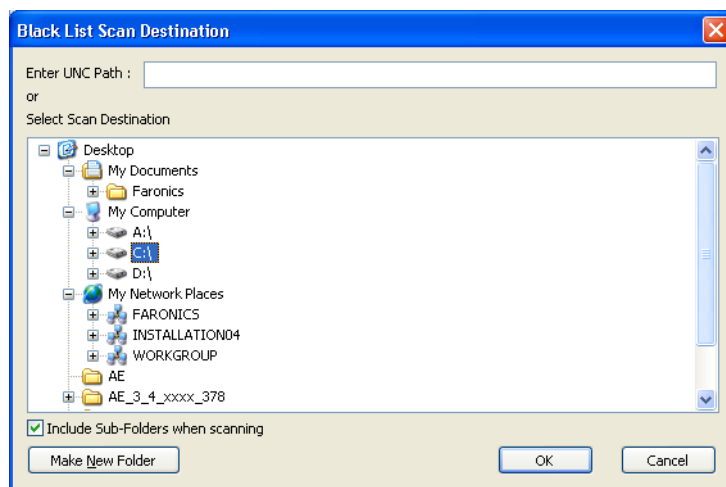 Black List Scan Destination
Enter UNC Path :
or
Select Scan Destination
Desktop
My Documents
Faronics
My Computer
A:\
C:\
D:\
My Network Places
FARONICS
INSTALLATION04
WORKGROUP
AE
AE_3_4_xxxx_378
Include Sub-Folders when scanning
Make New Folder
OK
Cancel